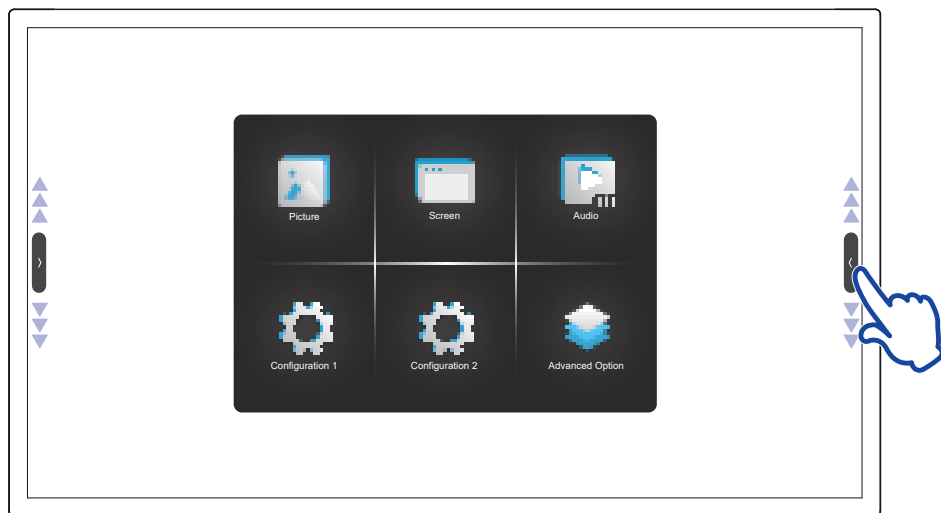 Picture
Screen
Audio
Configuration 1
Configuration 2
Advanced Option